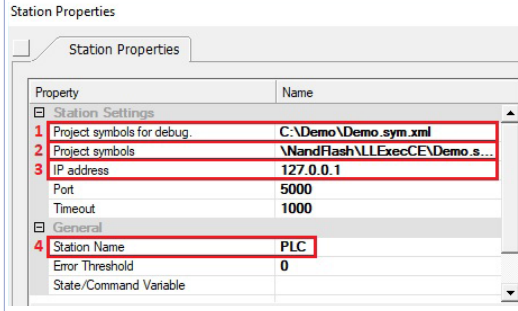 Station Properties
Station Properties
Property Name
Station Settings
1 Project symbols for debug. C:\Demo\Demo.sym.xml
2 Project symbols \NandFlash\LLExecCE\Demo.s...
3 IP address 127.0.0.1
Port 5000
Timeout 1000
General
4 Station Name PLC
Error Threshold 0
State/Command Variable